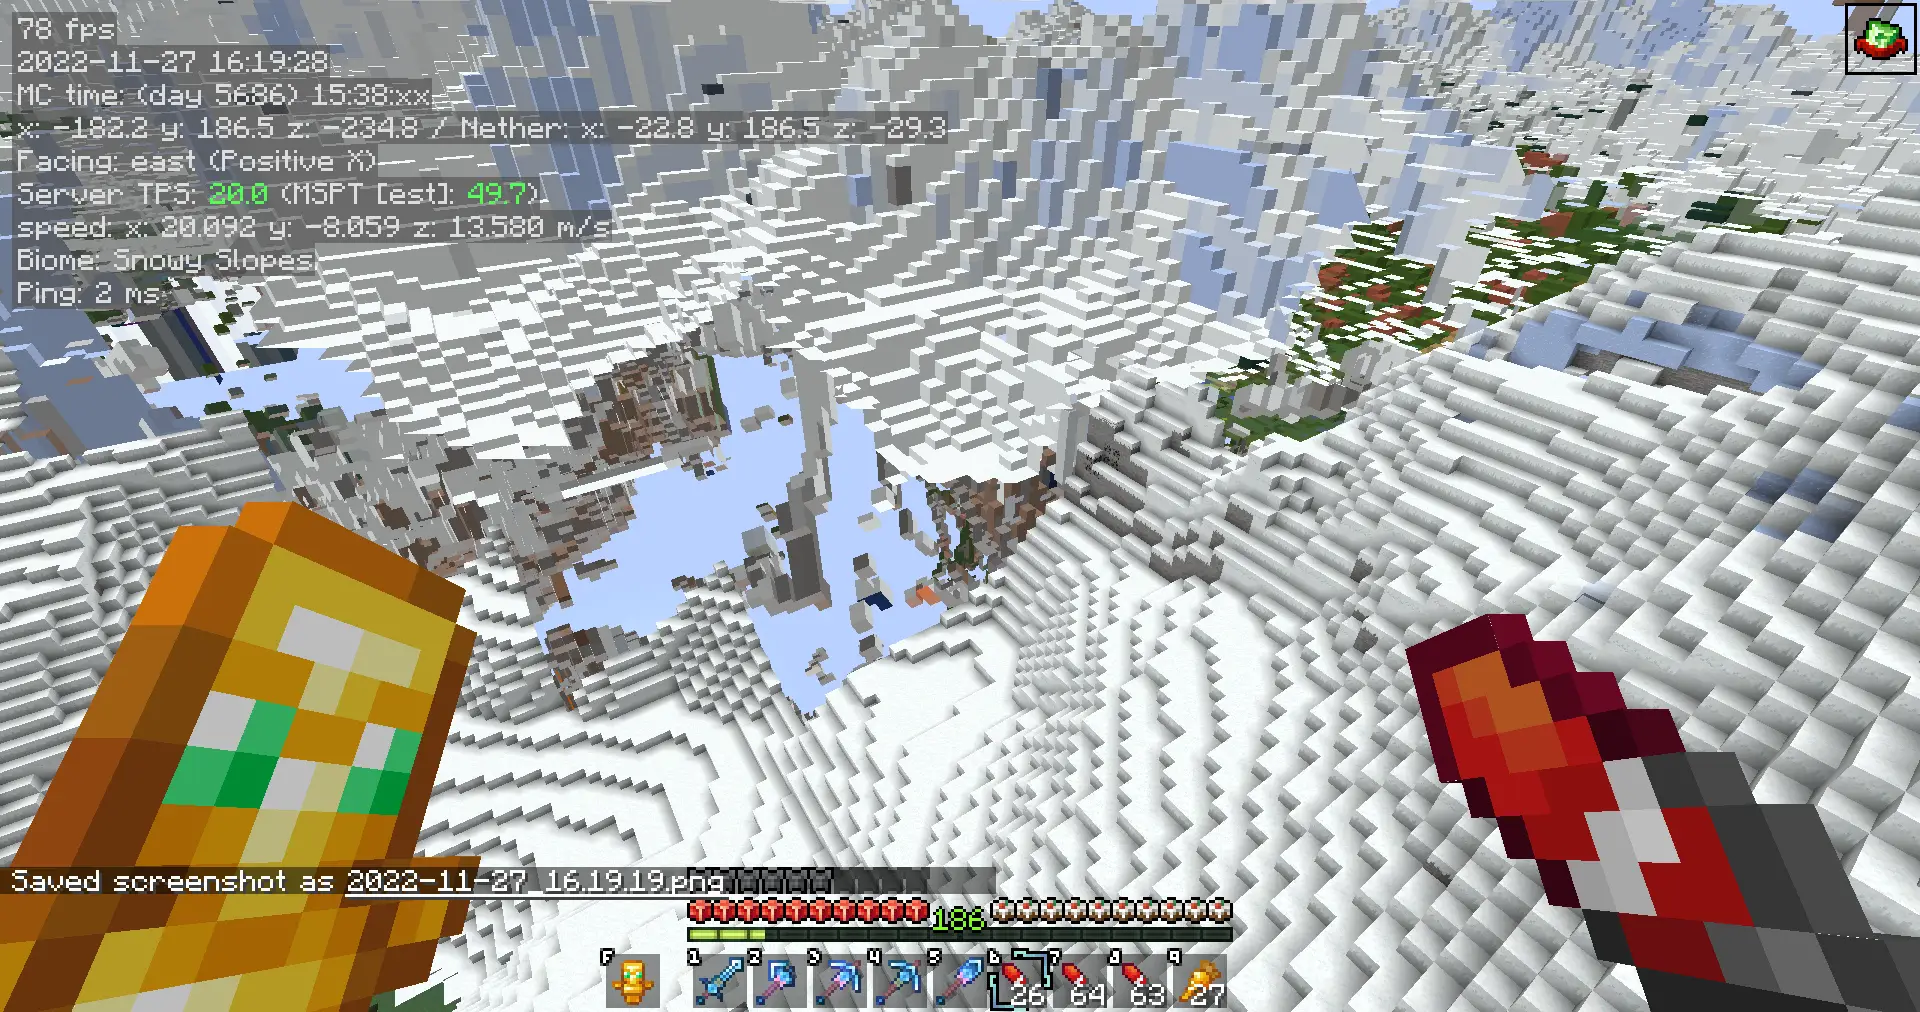 78 fps
2022-11-27 16:19:28
MC time: (day 5686) 15:38:xx
x: -182.2 y: 186.5 z: -234.8 / Nether: x: -22.8 y: 186.5 z: -29.3
Facing: east (Positive X)
Server TPS: 20.0 (MSPT [est]: 49.7)
speed: x: 20.092 y: -8.059 z: 13.580 m/s
Biome: Snowy Slopes
Ping: 2 ms
Saved screenshot as 2022-11-27_16.19.19.png
186
F 1 2 3 4 5 6 7 8 9
26 64 63 27